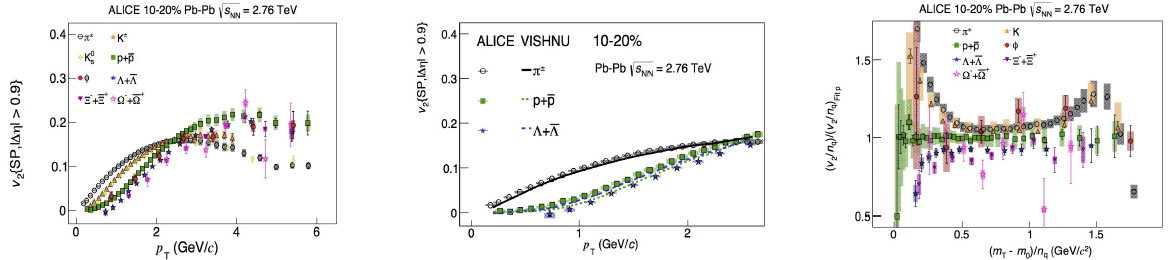 ALICE 10-20% Pb-Pb √sNN = 2.76 TeV
π±
K±
K0s
p+p̅
ϕ
Λ+Λ̅
Ξ-+Ξ̅+
Ω-+Ω̅+
v2{SP,|Δη| > 0.9}
0.4
0.3
0.2
0.1
0
0 2 4 6
pT (GeV/c)
ALICE VISHNU 10-20%
Pb-Pb √sNN = 2.76 TeV
π±
p+p̅
Λ+Λ̅
v2{SP,|Δη| > 0.9}
0.4
0.3
0.2
0.1
0
0 1 2
pT (GeV/c)
ALICE 10-20% Pb-Pb √sNN = 2.76 TeV
π±
K
p+p̅
ϕ
Λ+Λ̅
Ξ-+Ξ̅+
Ω-+Ω̅+
(v2/nq)/(v2/nq)Fit p
1.5
1
0.5
0 0.5 1 1.5
(mT - m0)/nq (GeV/c2)